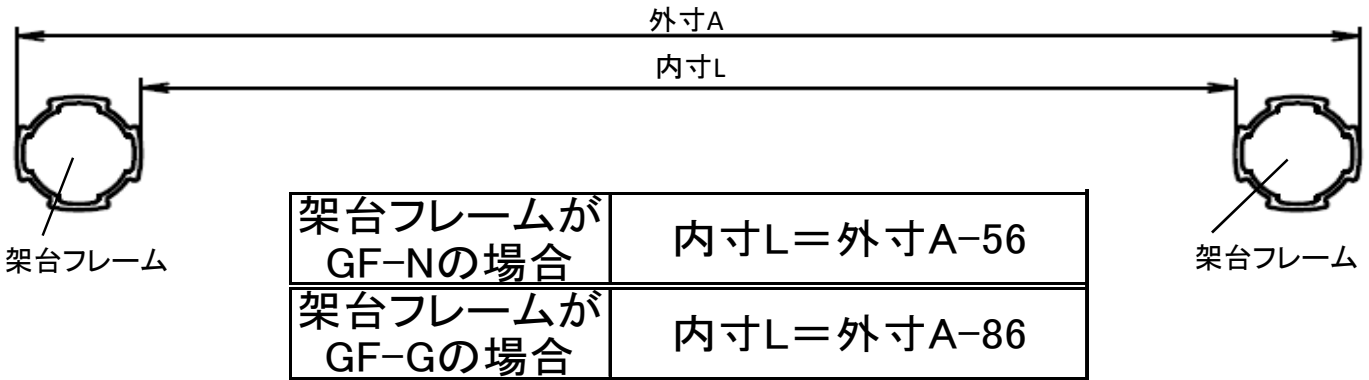 外寸A
内寸L
架台フレームが
GF-Nの場合
内寸L=外寸A-56
架台フレーム
架台フレーム
架台フレームが
GF-Gの場合
内寸L=外寸A-86